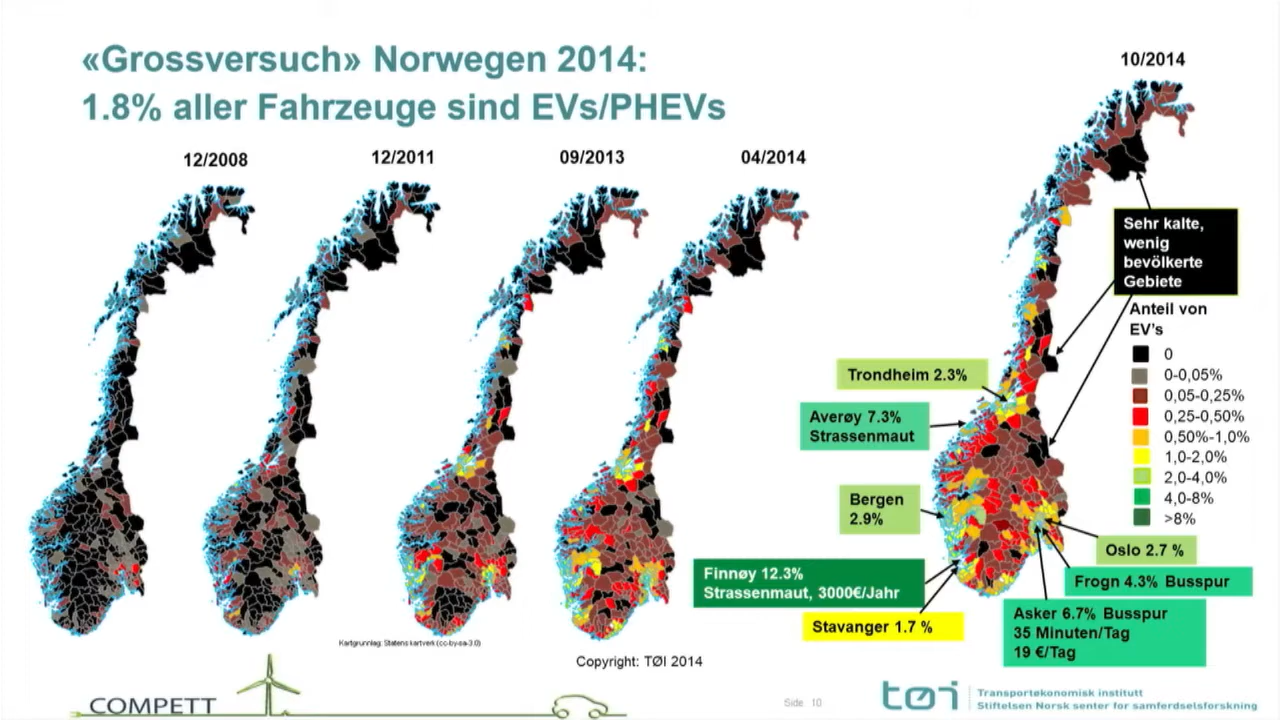 «Grossversuch» Norwegen 2014:
1.8% aller Fahrzeuge sind EVs/PHEVs
12/2008
12/2011
09/2013
04/2014
10/2014
Sehr kalte,
wenig
bevölkerte
Gebiete
Anteil von
EV's
0
0-0,05%
0,05-0,25%
0,25-0,50%
0,50%-1,0%
1,0-2,0%
2,0-4,0%
4,0-8%
>8%
Trondheim 2.3%
Averøy 7.3%
Strassenmaut
Bergen
2.9%
Finnøy 12.3%
Strassenmaut, 3000€/Jahr
Stavanger 1.7 %
Oslo 2.7 %
Frogn 4.3% Busspur
Asker 6.7% Busspur
35 Minuten/Tag
19 €/Tag
Kartgrunnlag: Statens kartverk (cc-by-sa-3.0)
Copyright: TØI 2014
COMPETT
Side 10
tøi
Transportøkonomisk institutt
Stiftelsen Norsk senter for samferdselsforskning